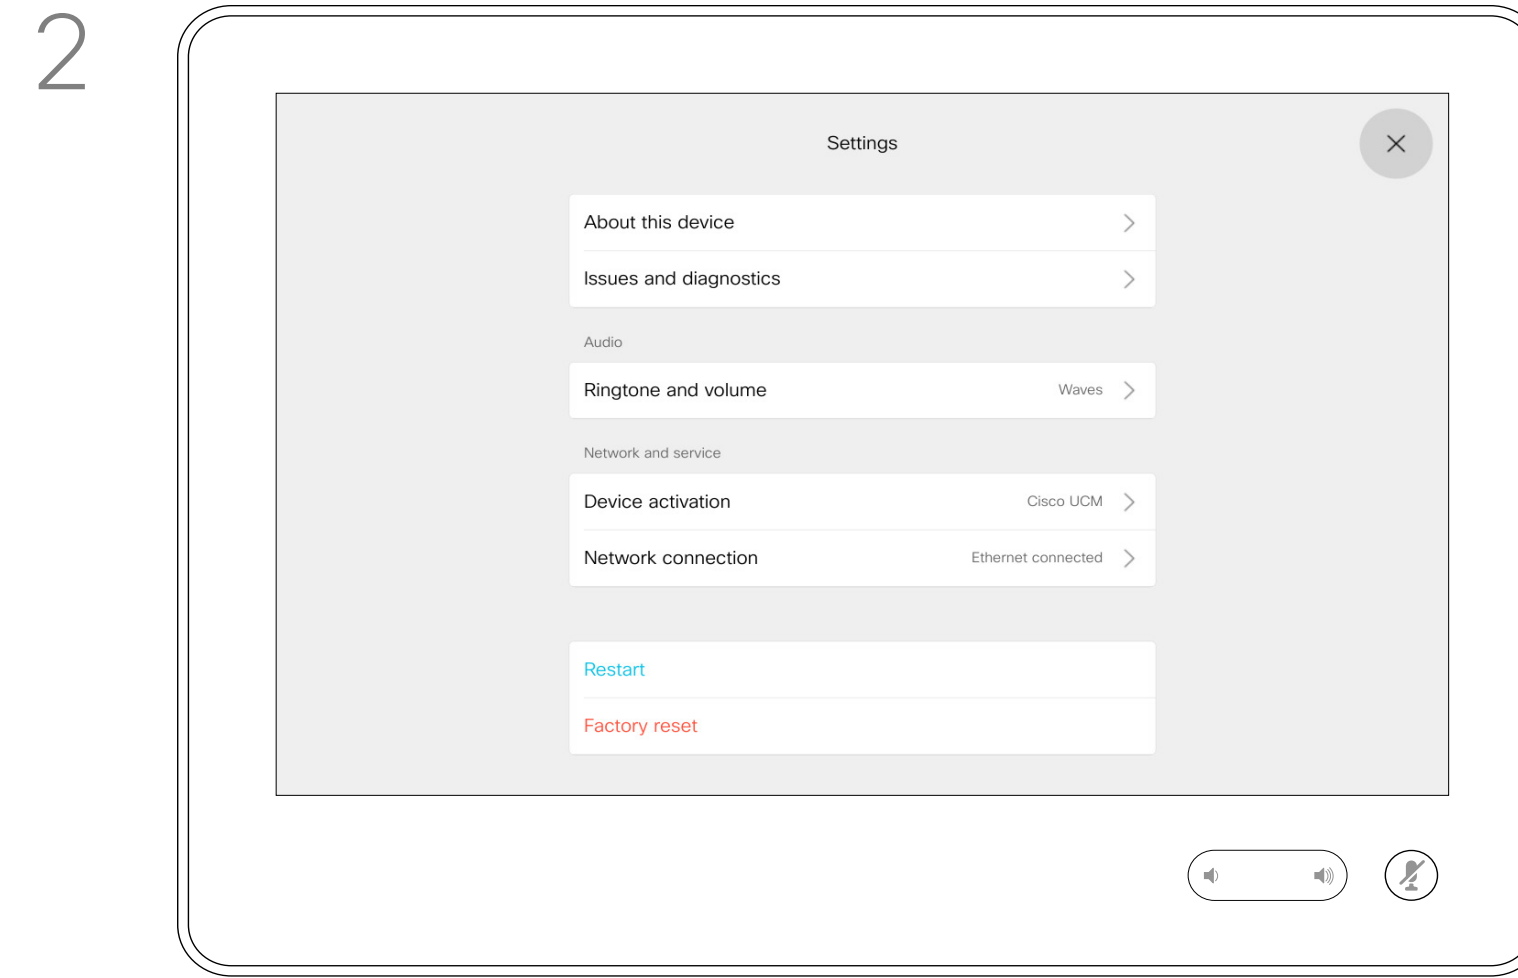 2
Settings
About this device
Issues and diagnostics
Audio
Ringtone and volume Waves
Network and service
Device activation Cisco UCM
Network connection Ethernet connected
Restart
Factory reset